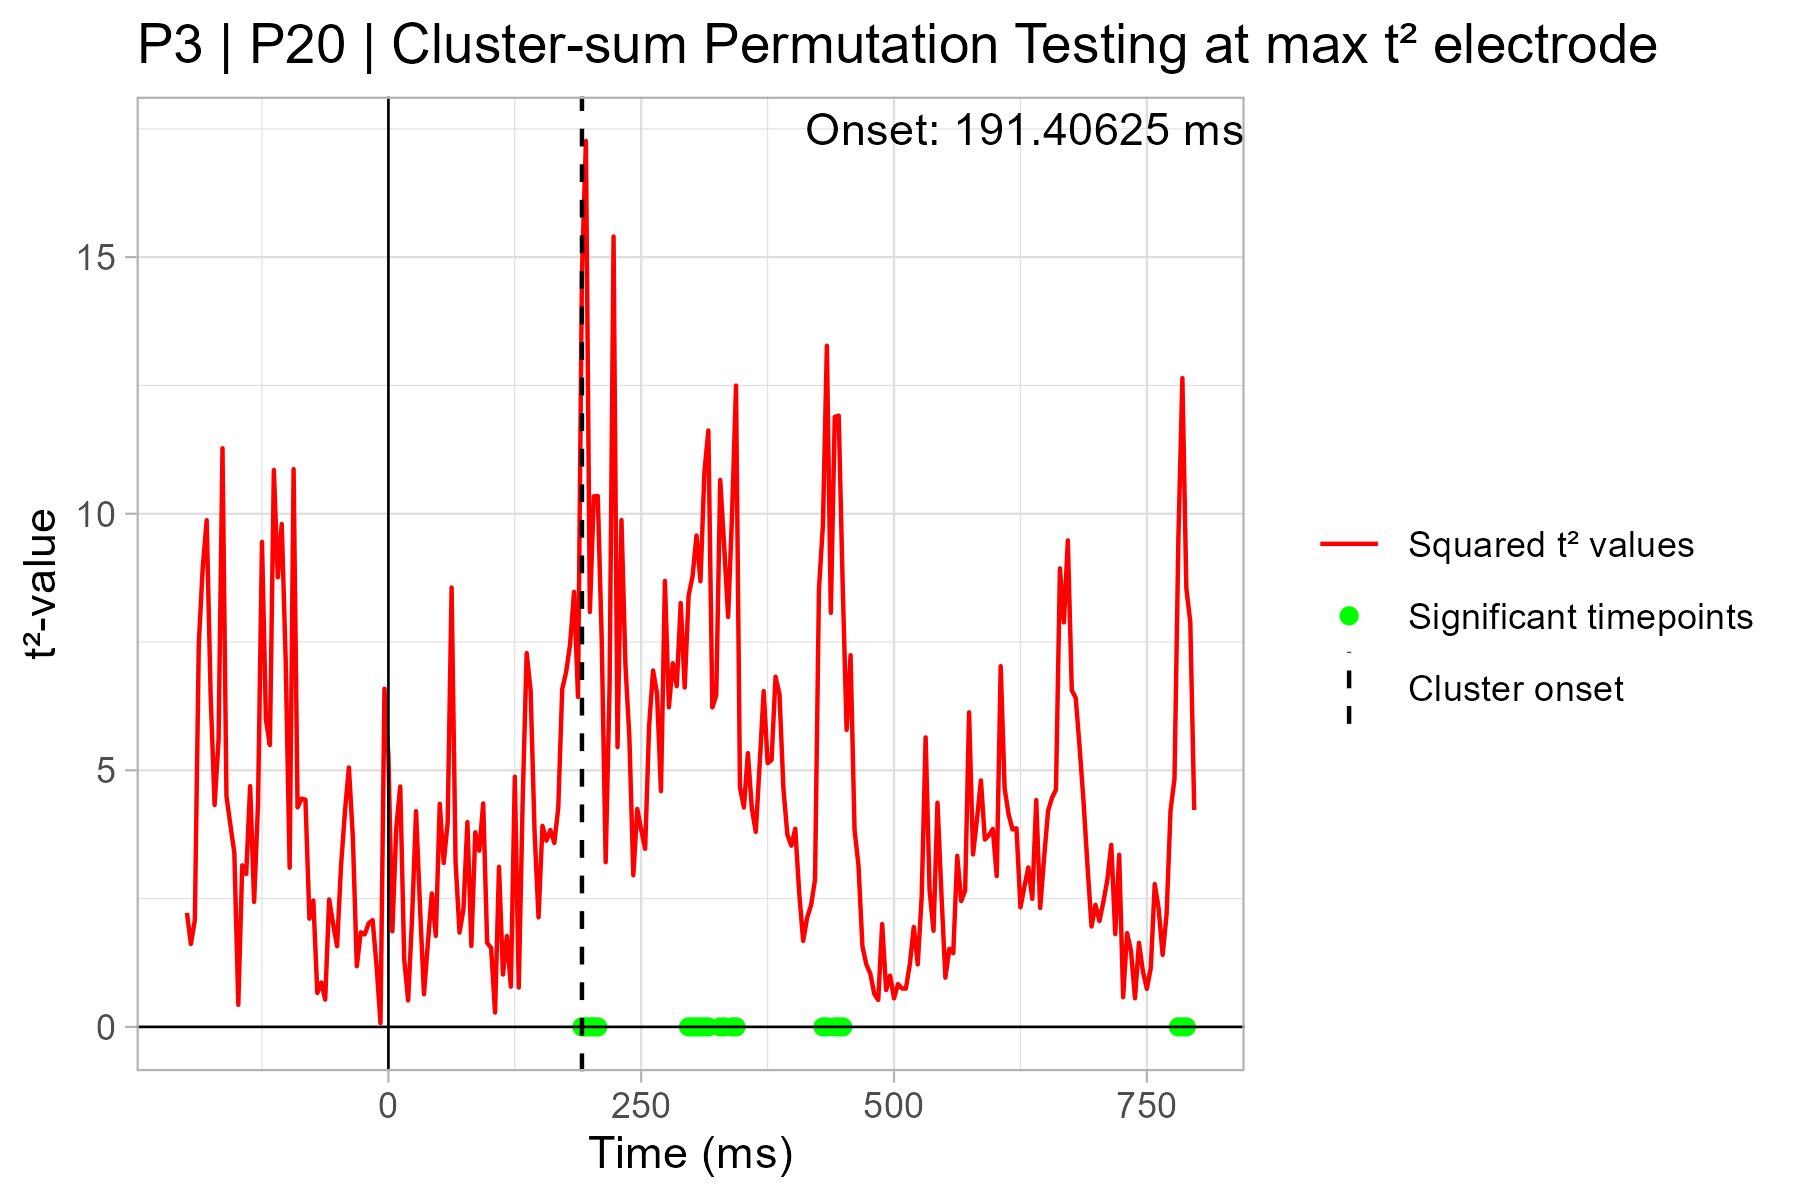 P3 | P20 | Cluster-sum Permutation Testing at max t² electrode
Onset: 191.40625 ms
t²-value
15
10
5
0
0 250 500 750
Time (ms)
Squared t² values
Significant timepoints
Cluster onset